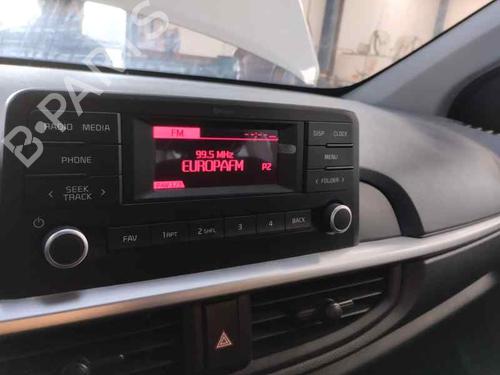 B-PARTS
RADIO MEDIA
PHONE
SEEK
TRACK
FM
99.5 MHz
EUROPAFM P2
DISP CLOCK
MENU
< FOLDER >
FAV 1 RPT 2 SHFL 3 4 BACK